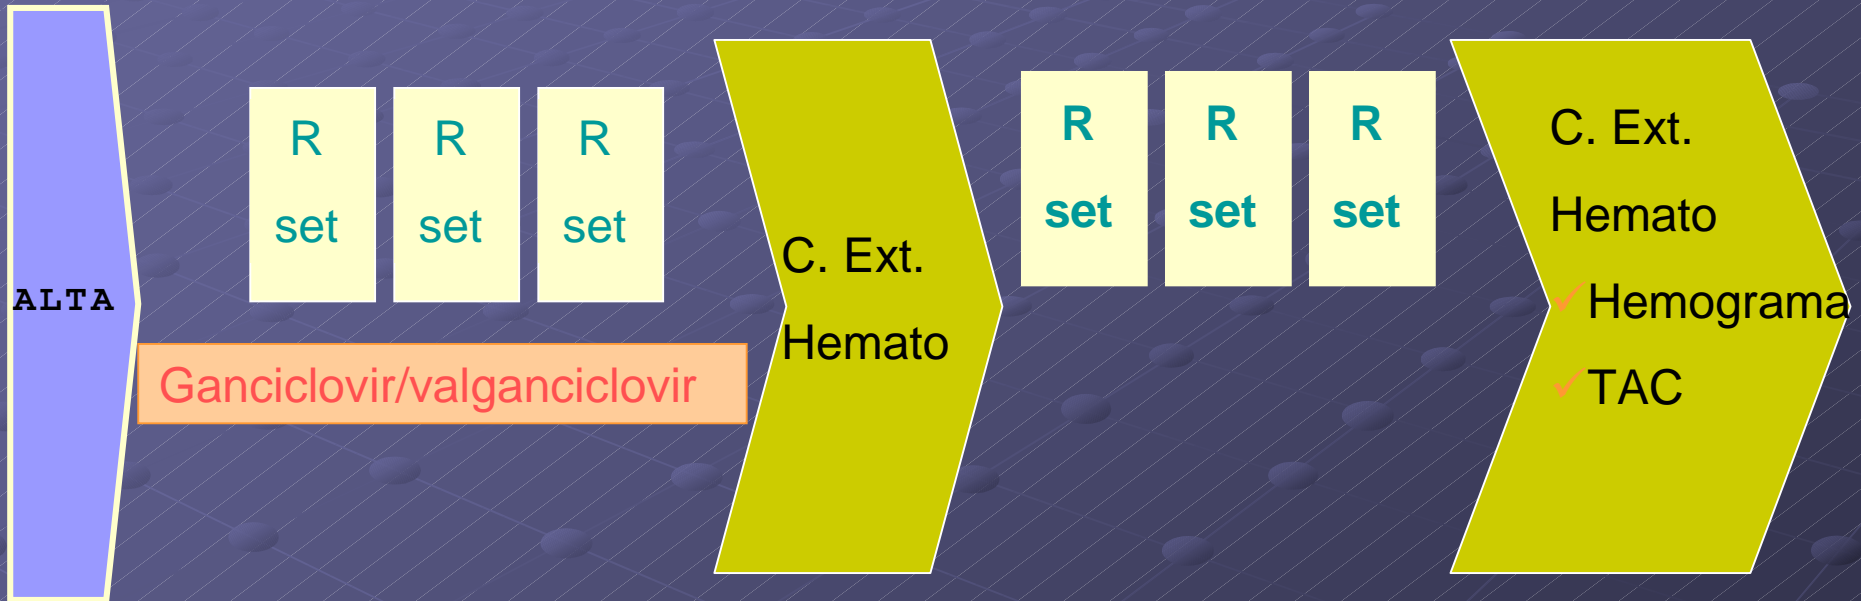 ALTA
R
set
R
set
R
set
Ganciclovir/valganciclovir
C. Ext.
Hemato
R
set
R
set
R
set
C. Ext.
Hemato
✓Hemograma
✓TAC